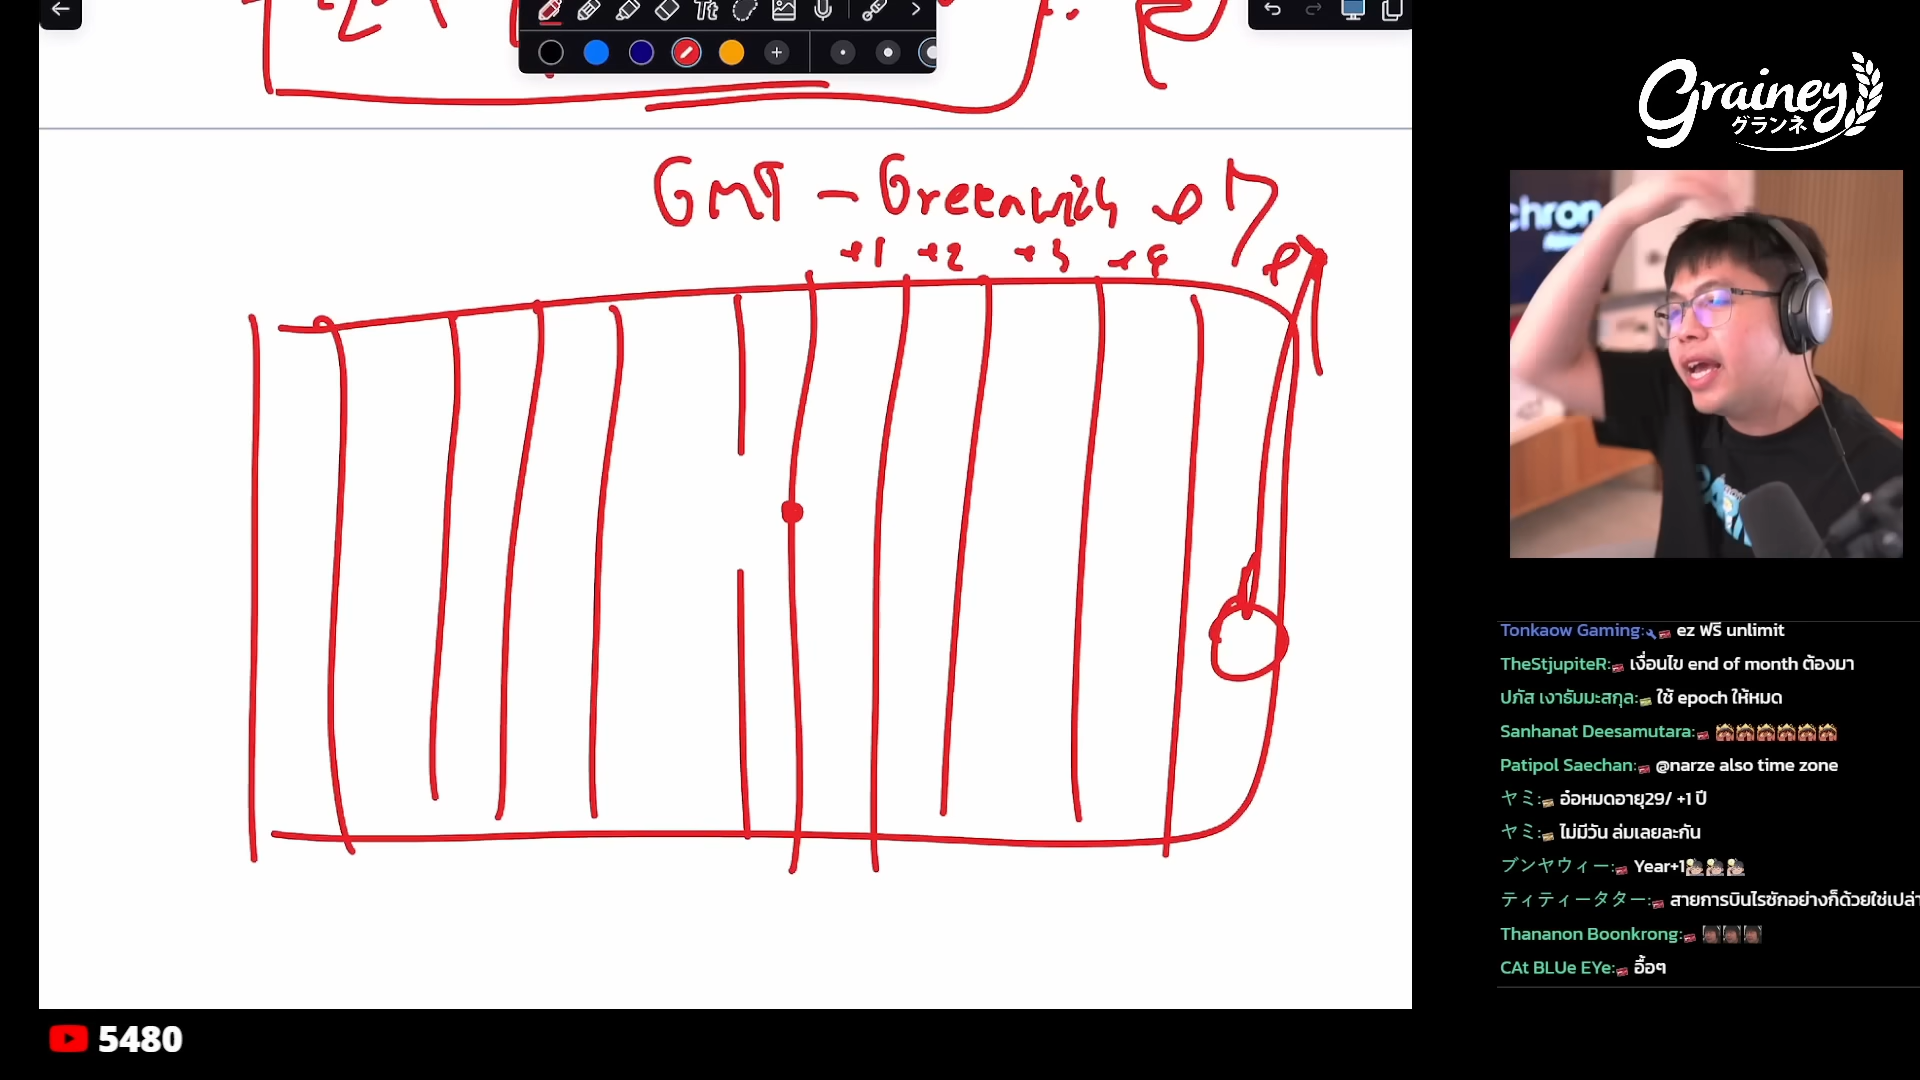 Tt
Grainey
グランネ
GMT - Greenwich +7
+1 +2 +3 +4
chron
Tonkaow Gaming: ez ฟรี unlimit
TheStjupiteR: เงื่อนไข end of month ต้องมา
ปภัส เงาธัมมะสกุล: ใช้ epoch ให้หมด
Sanhanat Deesamutara:
Patipol Saechan: @narze also time zone
ヤミ: อ๋อหมดอายุ29/ +1 ปี
ヤミ: ไม่มีวัน ล่มเลยละกัน
ブンヤウィー: Year+1
ティティータター: สายการบินไรซักอย่างก็ด้วยใช่เปล่า
Thananon Boonkrong:
CAt BLUe EYe: อื้อๆ
5480